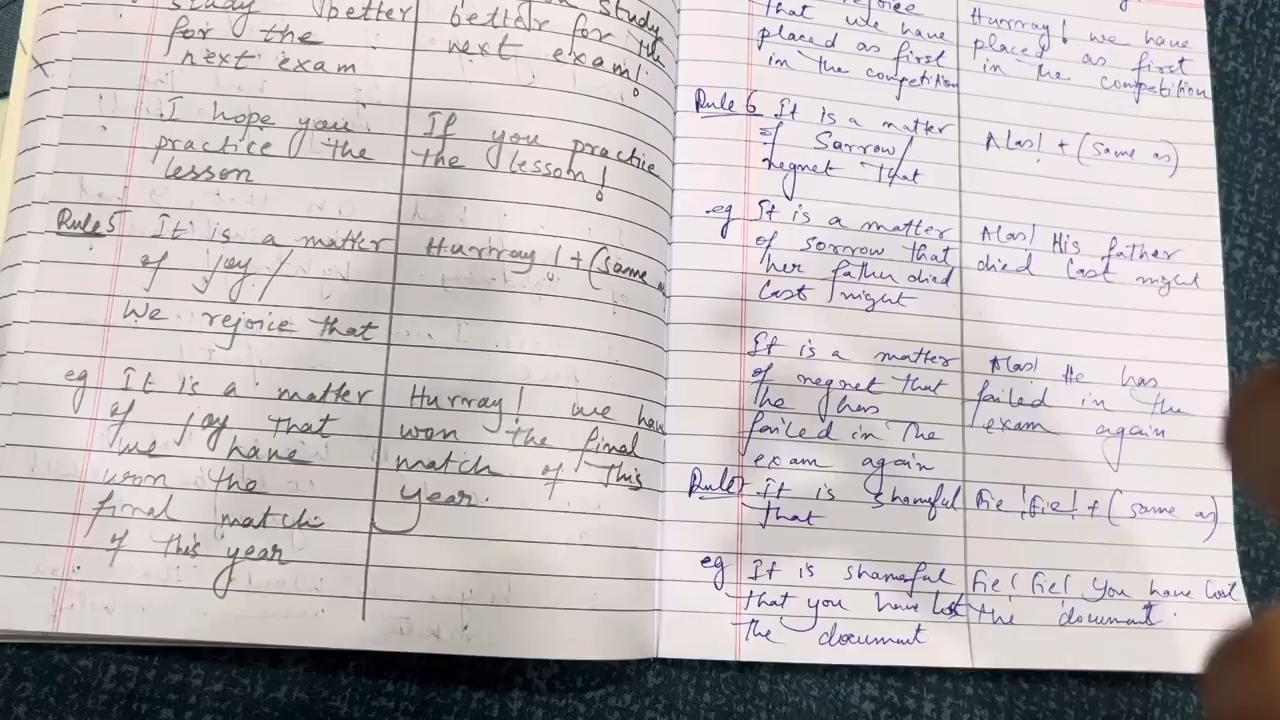 study better
for the
next exam
study
better for the
next exam!
I hope you
practice the
lesson
If you practice
the lesson!
Rule 5 It is a matter
of joy /
We rejoice that
Hurray! + (same as
eg It is a matter
of joy that
we have
won the
final match
of this year
Hurray! we have
won the final
match of this
year.
that we have
placed as first
in the competition
Hurray! we have
placed as first
in the competition
Rule 6 It is a matter
of Sarrow/
regret that
Alas! + (same as)
eg It is a matter
of sorrow that
her father died
last night
Alas! His father
died last night
It is a matter
of regret that
the has
failed in the
exam again
Alas! He has
failed in the
exam again
Rule 7 It is shameful
that
Fie! fie! + (same as)
eg It is shameful
that you have lost
the document
Fie! Fie! You have lost
the document.